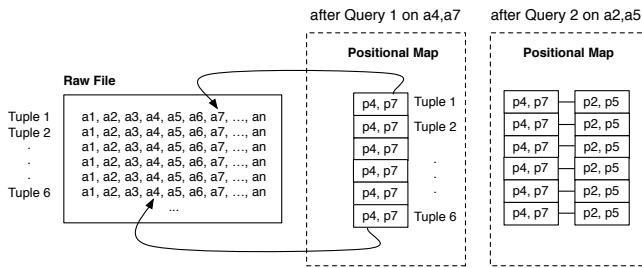 after Query 1 on a4,a7
after Query 2 on a2,a5
Positional Map
Positional Map
Raw File
Tuple 1
Tuple 2
.
.
.
Tuple 6
a1, a2, a3, a4, a5, a6, a7, …, an
a1, a2, a3, a4, a5, a6, a7, …, an
a1, a2, a3, a4, a5, a6, a7, …, an
a1, a2, a3, a4, a5, a6, a7, …, an
a1, a2, a3, a4, a5, a6, a7, …, an
a1, a2, a3, a4, a5, a6, a7, …, an
...
p4, p7
p4, p7
p4, p7
p4, p7
p4, p7
p4, p7
Tuple 1
Tuple 2
.
.
.
Tuple 6
p4, p7 p2, p5
p4, p7 p2, p5
p4, p7 p2, p5
p4, p7 p2, p5
p4, p7 p2, p5
p4, p7 p2, p5